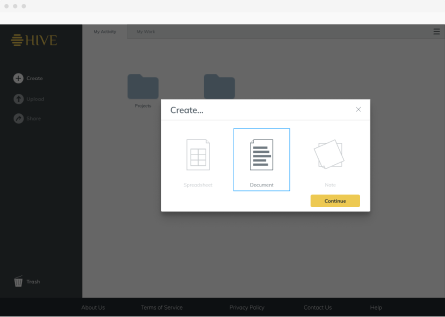 HIVE
My Activity
My Files
Create
Upload
Share
Projects
Create...
Spreadsheet
Document
Note
Continue
Trash
About Us
Terms of Service
Privacy Policy
Contact Us
Help